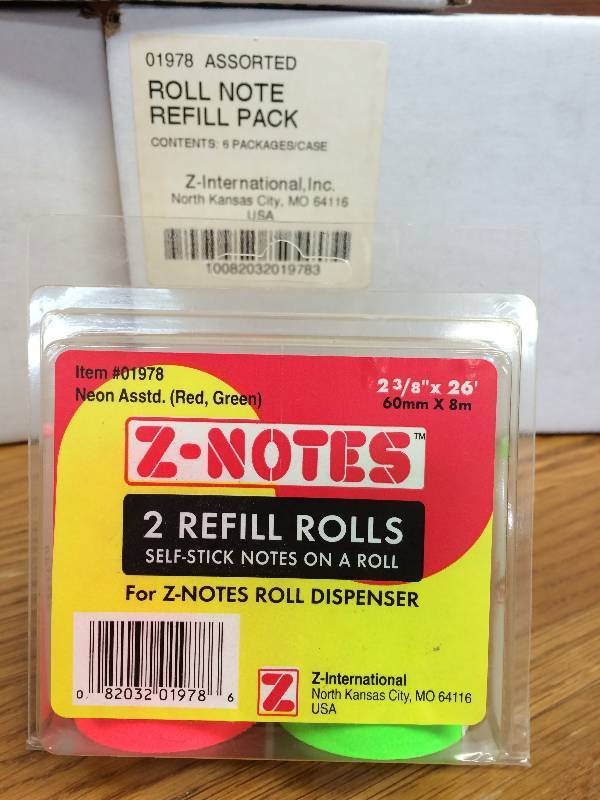 01978 ASSORTED
ROLL NOTE
REFILL PACK
CONTENTS: 6 PACKAGES/CASE
Z-International, Inc.
North Kansas City, MO 64116
USA
10082032019783
Item #01978
Neon Asstd. (Red, Green)
2 3/8" x 26'
60mm X 8m
Z-NOTES™
2 REFILL ROLLS
SELF-STICK NOTES ON A ROLL
For Z-NOTES ROLL DISPENSER
0 82032 01978 6
Z
Z-International
North Kansas City, MO 64116
USA